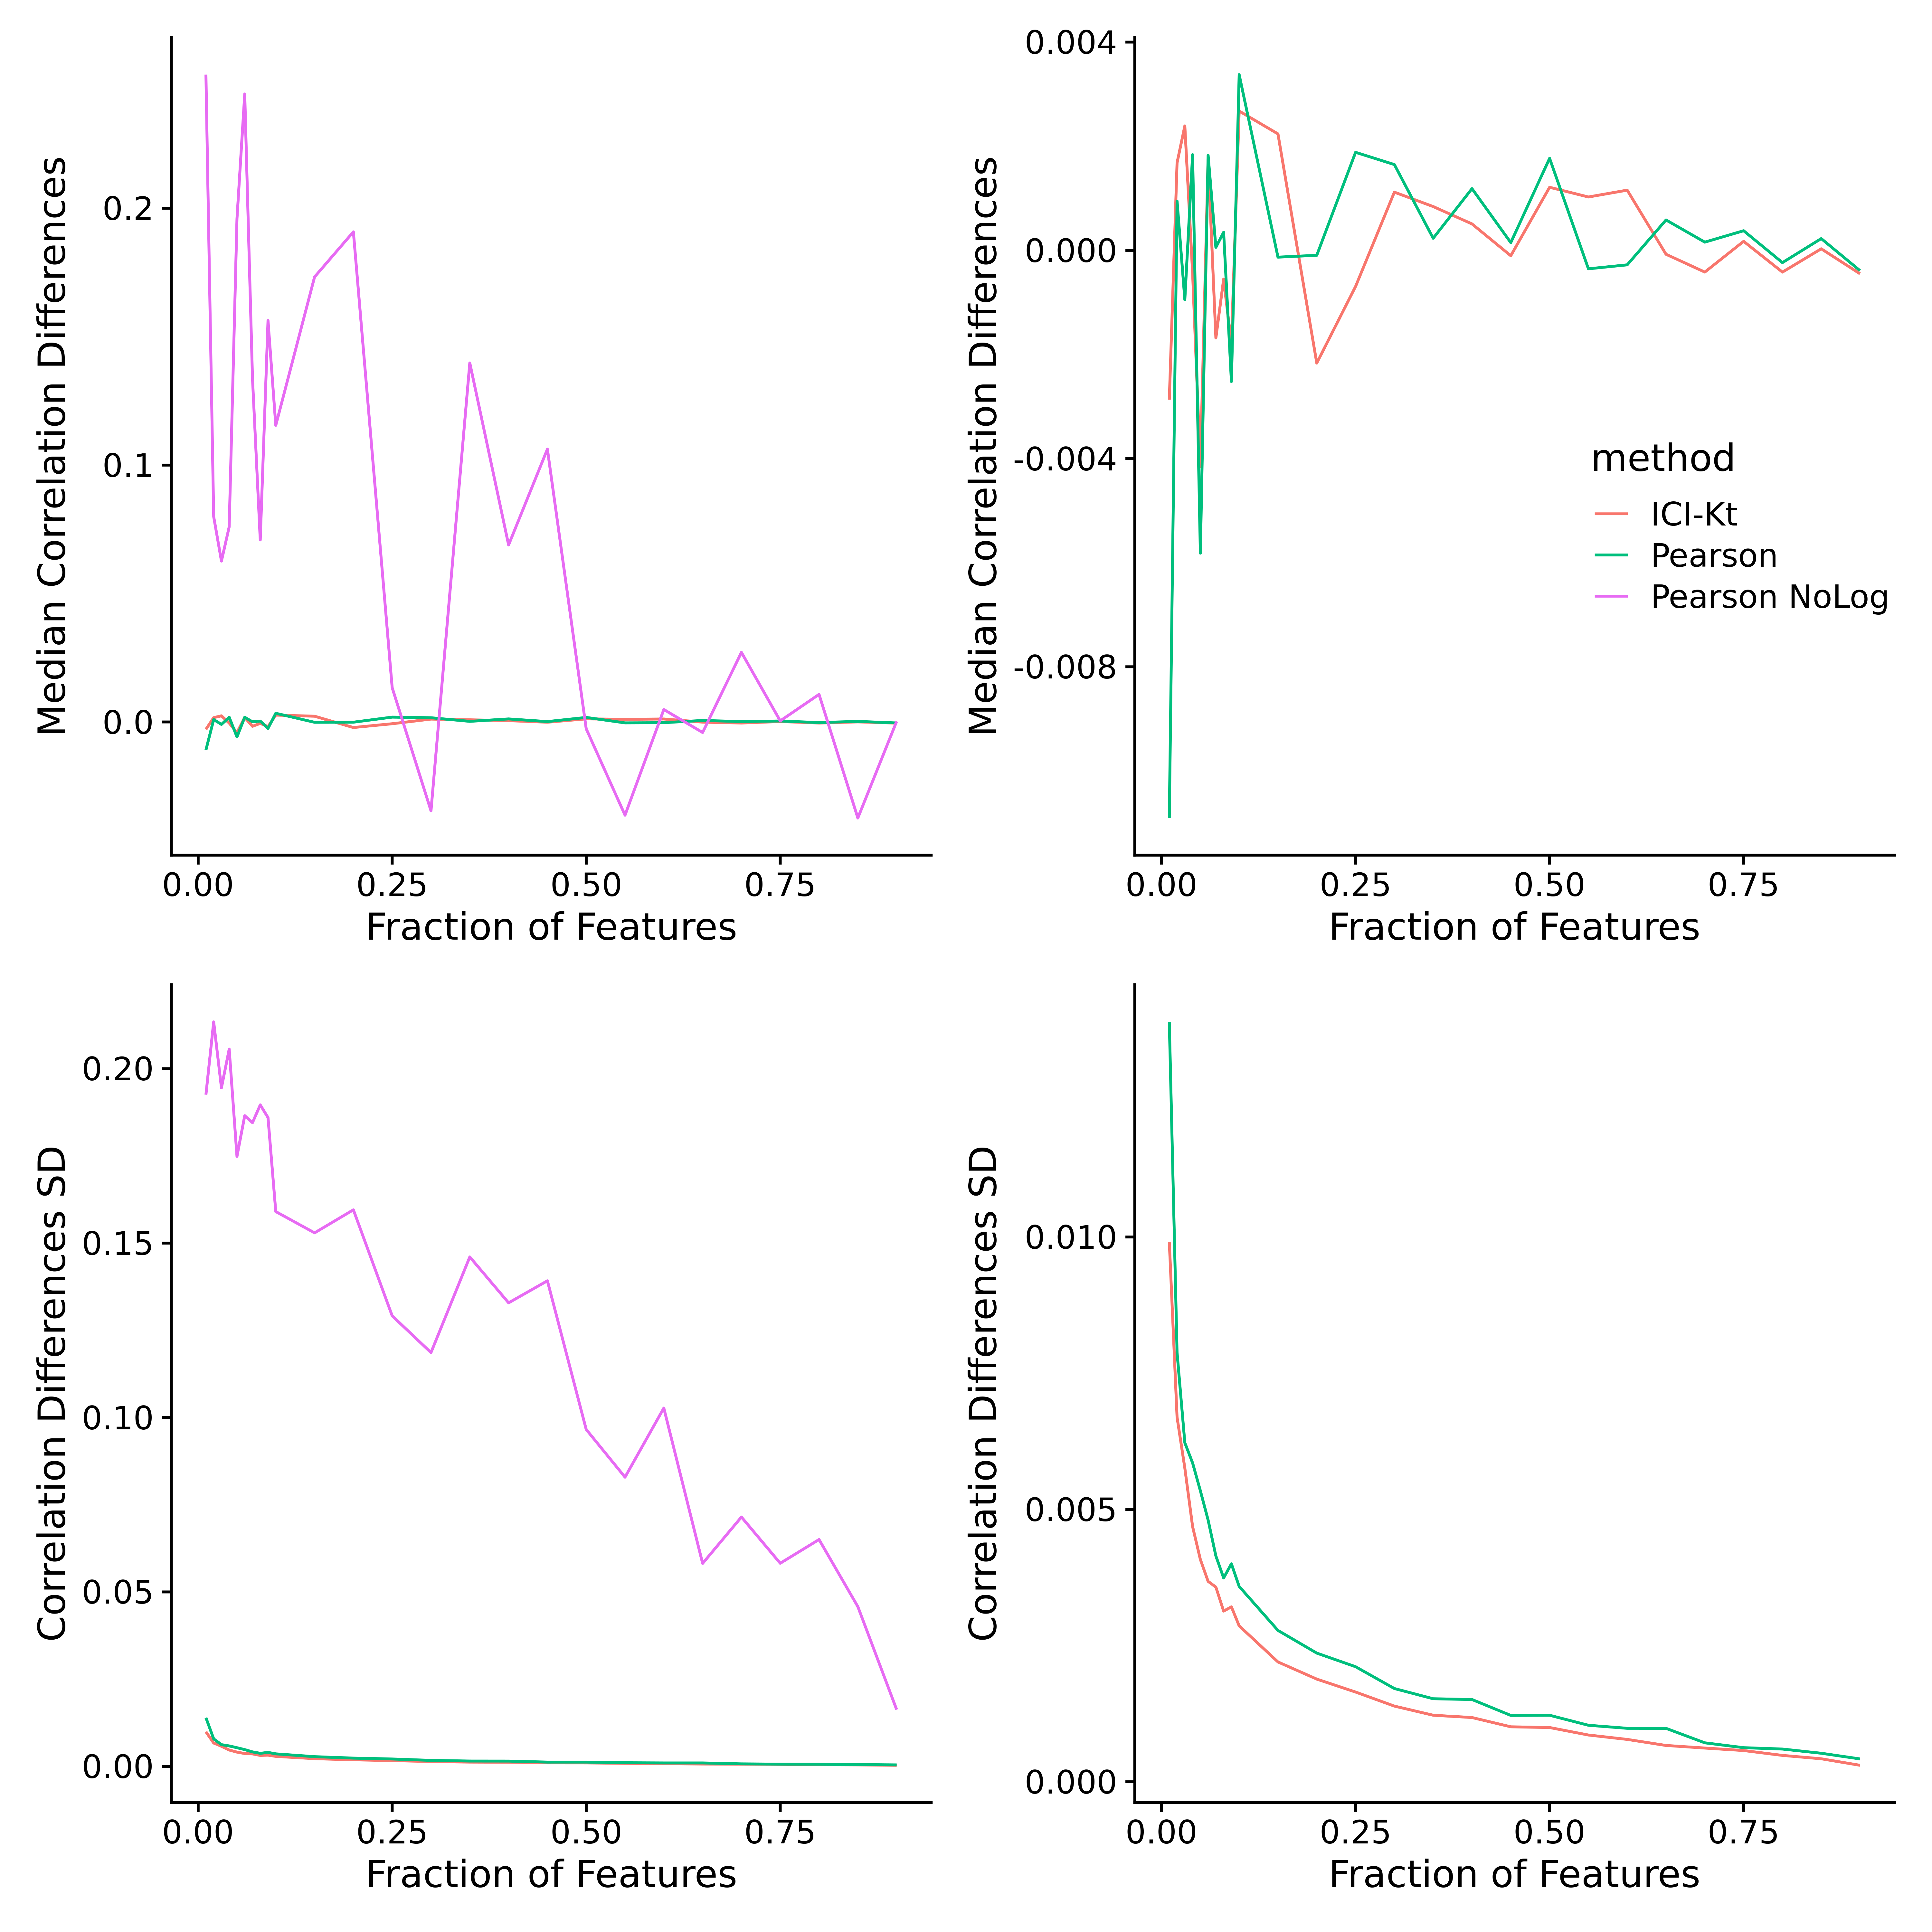 Median Correlation Differences
0.2
0.1
0.0
0.00 0.25 0.50 0.75
Fraction of Features
Median Correlation Differences
0.004
0.000
-0.004
-0.008
0.00 0.25 0.50 0.75
Fraction of Features
method
ICI-Kt
Pearson
Pearson NoLog
Correlation Differences SD
0.20
0.15
0.10
0.05
0.00
0.00 0.25 0.50 0.75
Fraction of Features
Correlation Differences SD
0.010
0.005
0.000
0.00 0.25 0.50 0.75
Fraction of Features